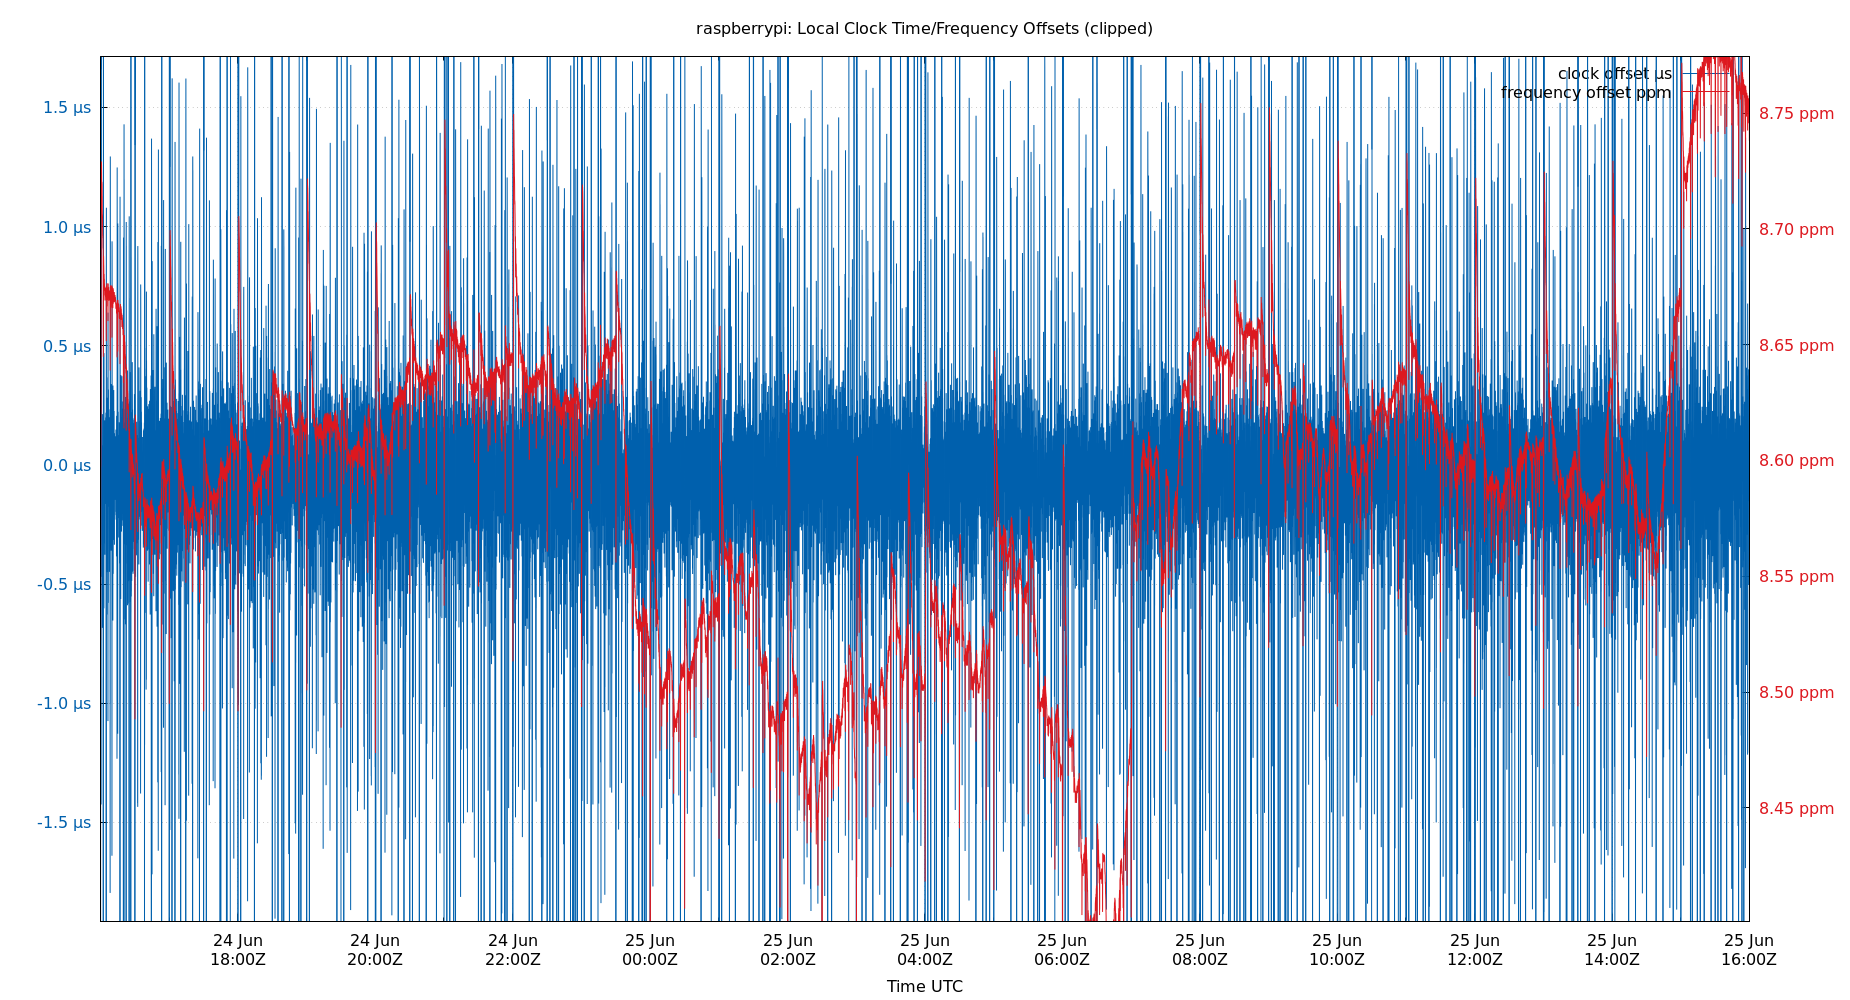 raspberrypi: Local Clock Time/Frequency Offsets (clipped)
clock offset µs
frequency offset ppm
1.5 µs
1.0 µs
0.5 µs
0.0 µs
-0.5 µs
-1.0 µs
-1.5 µs
8.75 ppm
8.70 ppm
8.65 ppm
8.60 ppm
8.55 ppm
8.50 ppm
8.45 ppm
24 Jun 24 Jun 24 Jun 25 Jun 25 Jun 25 Jun 25 Jun 25 Jun 25 Jun 25 Jun 25 Jun 25 Jun
18:00Z 20:00Z 22:00Z 00:00Z 02:00Z 04:00Z 06:00Z 08:00Z 10:00Z 12:00Z 14:00Z 16:00Z
Time UTC